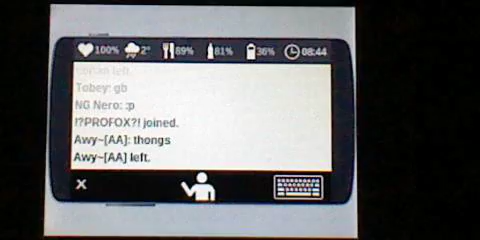 100% 2° 89% 81% 36% 08:44
left.
Tobey: gb
NG Nero: :p
!?PROFOX?! joined.
Awy~[AA]: thongs
Awy~[AA] left.
X